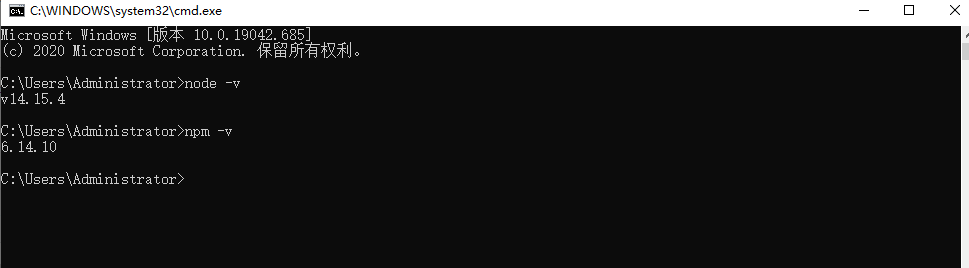 C:\WINDOWS\system32\cmd.exe
Microsoft Windows [版本 10.0.19042.685]
(c) 2020 Microsoft Corporation. 保留所有权利。
C:\Users\Administrator>node -v
v14.15.4
C:\Users\Administrator>npm -v
6.14.10
C:\Users\Administrator>